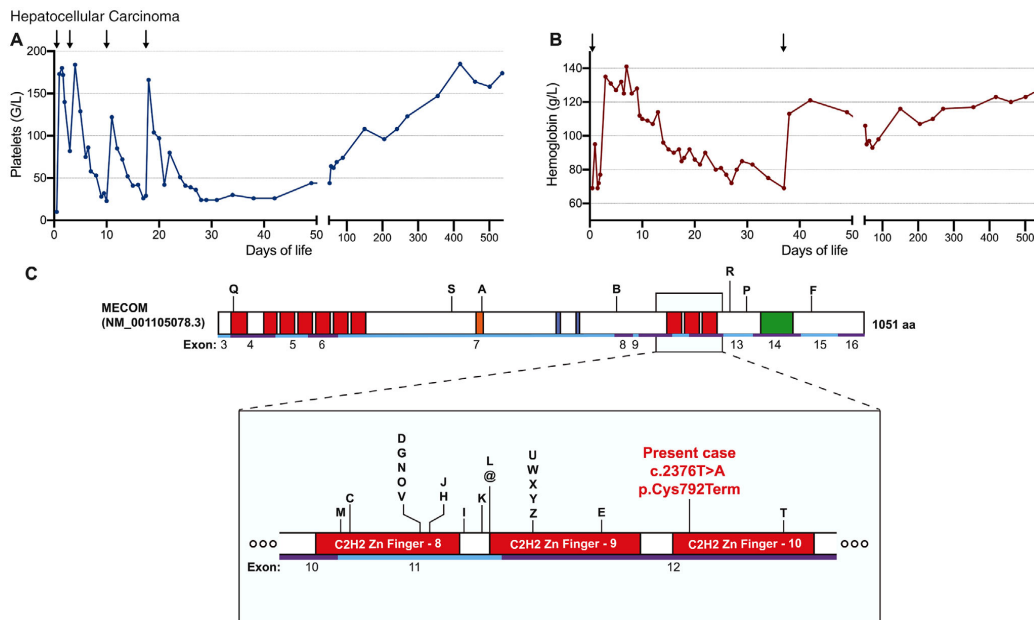 Hepatocellular Carcinoma
A
B
200
150
100
50
0
Platelets (G/L)
0 10 20 30 40 50 100 200 300 400 500
Days of life
140
120
100
80
60
Hemoglobin (g/L)
0 10 20 30 40 50 100 200 300 400 500
Days of life
C
R
Q S A B P F
MECOM
(NM_001105078.3)
1051 aa
Exon: 3 4 5 6 7 8 9 13 14 15 16
D
G
N
O
V
J
H
M
C
I
K
L
@
U
W
X
Y
Z
E
Present case
c.2376T>A
p.Cys792Term
T
C2H2 Zn Finger - 8
C2H2 Zn Finger - 9
C2H2 Zn Finger - 10
Exon: 10 11 12